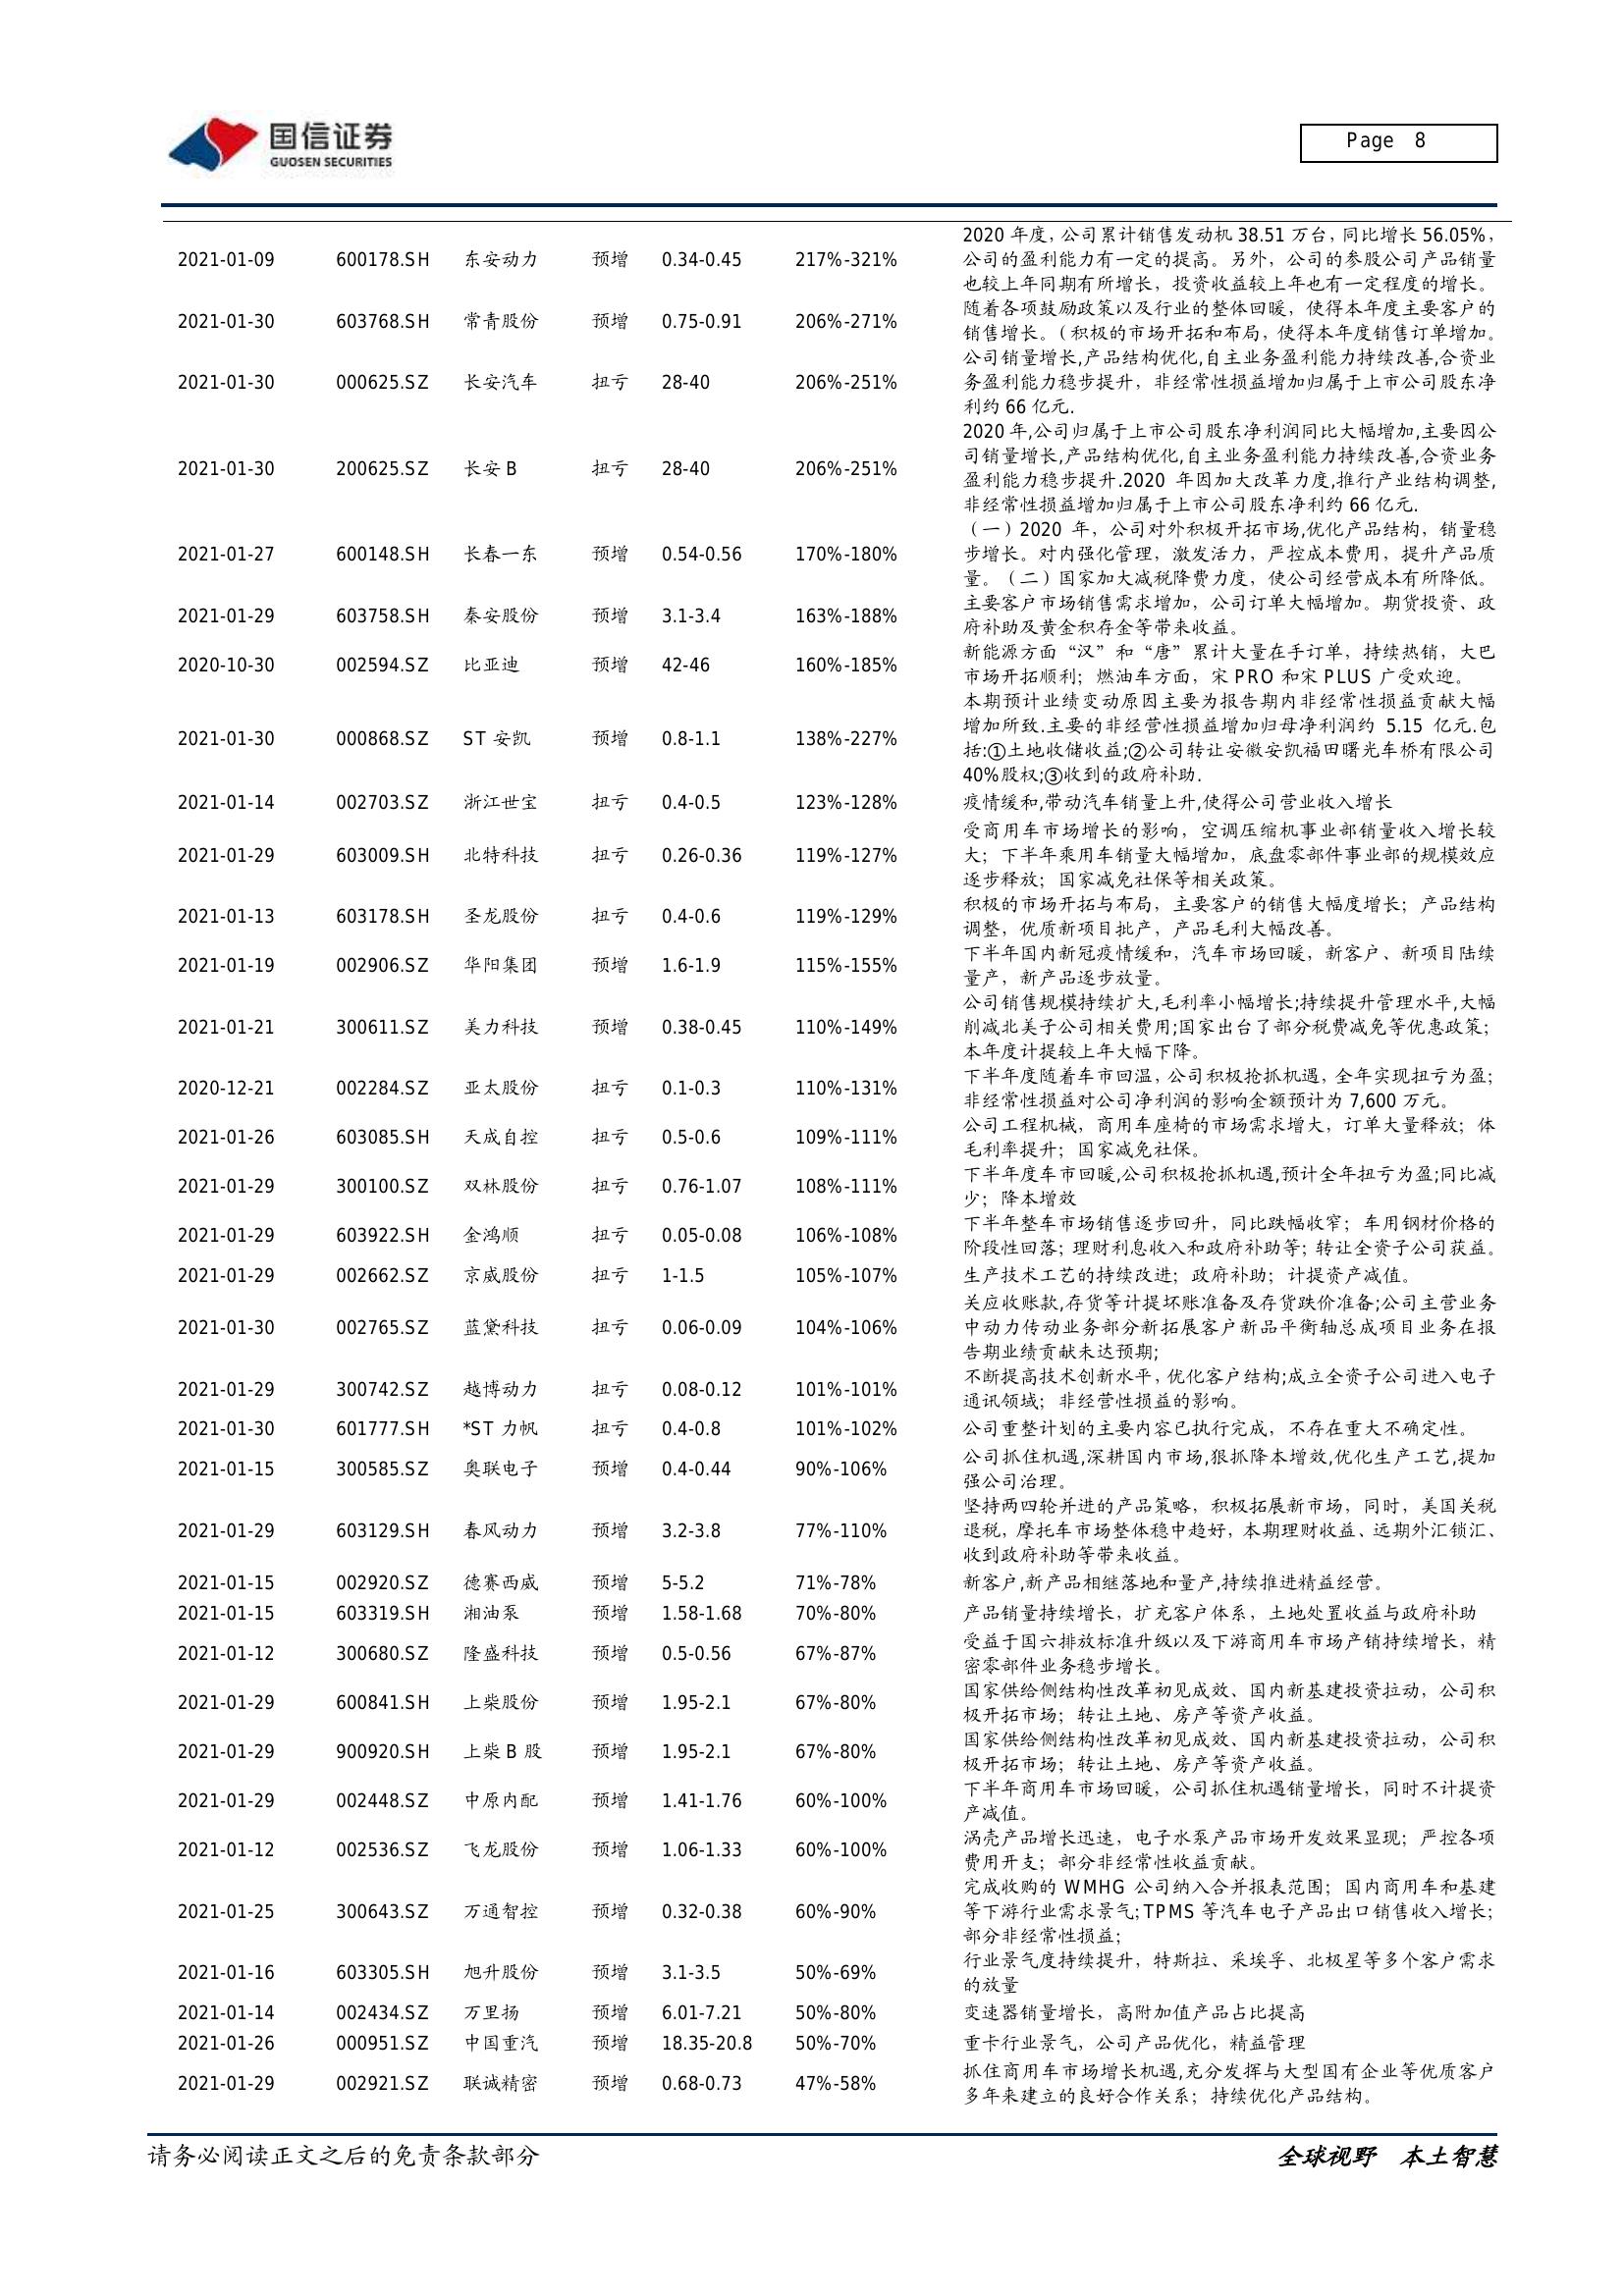 国信证券
GUOSEN SECURITIES
Page 8
2020 年度，公司累计销售发动机 38.51 万台，同比增长 56.05%，
2021-01-09 600178.SH 东安动力 预增 0.34-0.45 217%-321% 公司的盈利能力有一定的提高。另外，公司的参股公司产品销量
也较上年同期有所增长，投资收益较上年也有一定程度的增长。
2021-01-30 603768.SH 常青股份 预增 0.75-0.91 206%-271% 随着各项鼓励政策以及行业的整体回暖，使得本年度主要客户的
销售增长。（积极的市场开拓和布局，使得本年度销售订单增加。
公司销量增长,产品结构优化,自主业务盈利能力持续改善,合资业
2021-01-30 000625.SZ 长安汽车 扭亏 28-40 206%-251% 务盈利能力稳步提升，非经常性损益增加归属于上市公司股东净
利约 66 亿元.
2020 年,公司归属于上市公司股东净利润同比大幅增加,主要因公
2021-01-30 200625.SZ 长安 B 扭亏 28-40 206%-251% 司销量增长,产品结构优化,自主业务盈利能力持续改善,合资业务
盈利能力稳步提升.2020 年因加大改革力度,推行产业结构调整,
非经常性损益增加归属于上市公司股东净利约 66 亿元.
（一）2020 年，公司对外积极开拓市场,优化产品结构，销量稳
2021-01-27 600148.SH 长春一东 预增 0.54-0.56 170%-180% 步增长。对内强化管理，激发活力，严控成本费用，提升产品质
量。（二）国家加大减税降费力度，使公司经营成本有所降低。
2021-01-29 603758.SH 秦安股份 预增 3.1-3.4 163%-188% 主要客户市场销售需求增加，公司订单大幅增加。期货投资、政
府补助及黄金积存金等带来收益。
2020-10-30 002594.SZ 比亚迪 预增 42-46 160%-185% 新能源方面“汉”和“唐”累计大量在手订单，持续热销，大巴
市场开拓顺利；燃油车方面，宋 PRO 和宋 PLUS 广受欢迎。
本期预计业绩变动原因主要为报告期内非经常性损益贡献大幅
2021-01-30 000868.SZ ST 安凯 预增 0.8-1.1 138%-227% 增加所致.主要的非经营性损益增加归母净利润约 5.15 亿元.包
括:①土地收储收益;②公司转让安徽安凯福田曙光车桥有限公司
40%股权;③收到的政府补助.
2021-01-14 002703.SZ 浙江世宝 扭亏 0.4-0.5 123%-128% 疫情缓和,带动汽车销量上升,使得公司营业收入增长
受商用车市场增长的影响，空调压缩机事业部销量收入增长较
2021-01-29 603009.SH 北特科技 扭亏 0.26-0.36 119%-127% 大；下半年乘用车销量大幅增加，底盘零部件事业部的规模效应
逐步释放；国家减免社保等相关政策。
2021-01-13 603178.SH 圣龙股份 扭亏 0.4-0.6 119%-129% 积极的市场开拓与布局，主要客户的销售大幅度增长；产品结构
调整，优质新项目批产，产品毛利大幅改善。
2021-01-19 002906.SZ 华阳集团 预增 1.6-1.9 115%-155% 下半年国内新冠疫情缓和，汽车市场回暖，新客户、新项目陆续
量产，新产品逐步放量。
公司销售规模持续扩大,毛利率小幅增长;持续提升管理水平,大幅
2021-01-21 300611.SZ 美力科技 预增 0.38-0.45 110%-149% 削减北美子公司相关费用;国家出台了部分税费减免等优惠政策；
本年度计提较上年大幅下降。
2020-12-21 002284.SZ 亚太股份 扭亏 0.1-0.3 110%-131% 下半年度随着车市回温，公司积极抢抓机遇，全年实现扭亏为盈；
非经常性损益对公司净利润的影响金额预计为 7,600 万元。
2021-01-26 603085.SH 天成自控 扭亏 0.5-0.6 109%-111% 公司工程机械，商用车座椅的市场需求增大，订单大量释放；体
毛利率提升；国家减免社保。
2021-01-29 300100.SZ 双林股份 扭亏 0.76-1.07 108%-111% 下半年度车市回暖,公司积极抢抓机遇,预计全年扭亏为盈;同比减
少；降本增效
2021-01-29 603922.SH 金鸿顺 扭亏 0.05-0.08 106%-108% 下半年整车市场销售逐步回升，同比跌幅收窄；车用钢材价格的
阶段性回落；理财利息收入和政府补助等；转让全资子公司获益。
2021-01-29 002662.SZ 京威股份 扭亏 1-1.5 105%-107% 生产技术工艺的持续改进；政府补助；计提资产减值。
关应收账款,存货等计提坏账准备及存货跌价准备;公司主营业务
2021-01-30 002765.SZ 蓝黛科技 扭亏 0.06-0.09 104%-106% 中动力传动业务部分新拓展客户新品平衡轴总成项目业务在报
告期业绩贡献未达预期;
2021-01-29 300742.SZ 越博动力 扭亏 0.08-0.12 101%-101% 不断提高技术创新水平，优化客户结构;成立全资子公司进入电子
通讯领域；非经营性损益的影响。
2021-01-30 601777.SH *ST 力帆 扭亏 0.4-0.8 101%-102% 公司重整计划的主要内容已执行完成，不存在重大不确定性。
2021-01-15 300585.SZ 奥联电子 预增 0.4-0.44 90%-106% 公司抓住机遇,深耕国内市场,狠抓降本增效,优化生产工艺,提加
强公司治理。
坚持两四轮并进的产品策略，积极拓展新市场，同时，美国关税
2021-01-29 603129.SH 春风动力 预增 3.2-3.8 77%-110% 退税，摩托车市场整体稳中趋好，本期理财收益、远期外汇锁汇、
收到政府补助等带来收益。
2021-01-15 002920.SZ 德赛西威 预增 5-5.2 71%-78% 新客户,新产品相继落地和量产,持续推进精益经营。
2021-01-15 603319.SH 湘油泵 预增 1.58-1.68 70%-80% 产品销量持续增长，扩充客户体系，土地处置收益与政府补助
2021-01-12 300680.SZ 隆盛科技 预增 0.5-0.56 67%-87% 受益于国六排放标准升级以及下游商用车市场产销持续增长，精
密零部件业务稳步增长。
2021-01-29 600841.SH 上柴股份 预增 1.95-2.1 67%-80% 国家供给侧结构性改革初见成效、国内新基建投资拉动，公司积
极开拓市场；转让土地、房产等资产收益。
2021-01-29 900920.SH 上柴 B 股 预增 1.95-2.1 67%-80% 国家供给侧结构性改革初见成效、国内新基建投资拉动，公司积
极开拓市场；转让土地、房产等资产收益。
2021-01-29 002448.SZ 中原内配 预增 1.41-1.76 60%-100% 下半年商用车市场回暖，公司抓住机遇销量增长，同时不计提资
产减值。
2021-01-12 002536.SZ 飞龙股份 预增 1.06-1.33 60%-100% 涡壳产品增长迅速，电子水泵产品市场开发效果显现；严控各项
费用开支；部分非经常性收益贡献。
完成收购的 WMHG 公司纳入合并报表范围；国内商用车和基建
2021-01-25 300643.SZ 万通智控 预增 0.32-0.38 60%-90% 等下游行业需求景气;TPMS 等汽车电子产品出口销售收入增长；
部分非经常性损益；
2021-01-16 603305.SH 旭升股份 预增 3.1-3.5 50%-69% 行业景气度持续提升，特斯拉、采埃孚、北极星等多个客户需求
的放量
2021-01-14 002434.SZ 万里扬 预增 6.01-7.21 50%-80% 变速器销量增长，高附加值产品占比提高
2021-01-26 000951.SZ 中国重汽 预增 18.35-20.8 50%-70% 重卡行业景气，公司产品优化，精益管理
2021-01-29 002921.SZ 联诚精密 预增 0.68-0.73 47%-58% 抓住商用车市场增长机遇,充分发挥与大型国有企业等优质客户
多年来建立的良好合作关系；持续优化产品结构。
请务必阅读正文之后的免责条款部分 全球视野 本土智慧